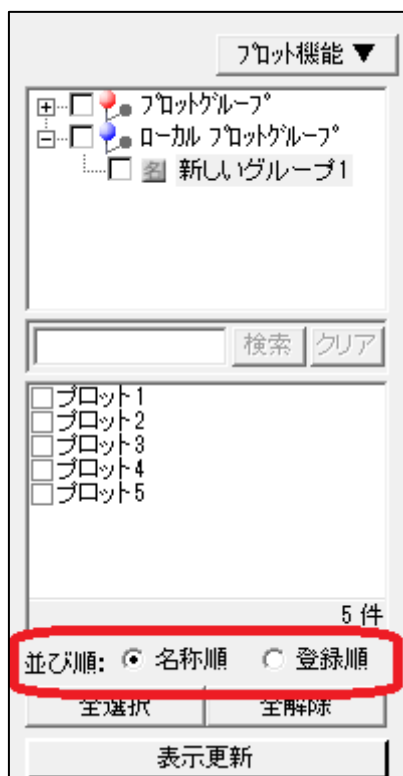 プロット機能 ▼
プロットグループ
ローカル プロットグループ
名 新しいグループ1
検索 クリア
プロット1
プロット2
プロット3
プロット4
プロット5
5 件
並び順: 名称順 登録順
全選択 全解除
表示更新